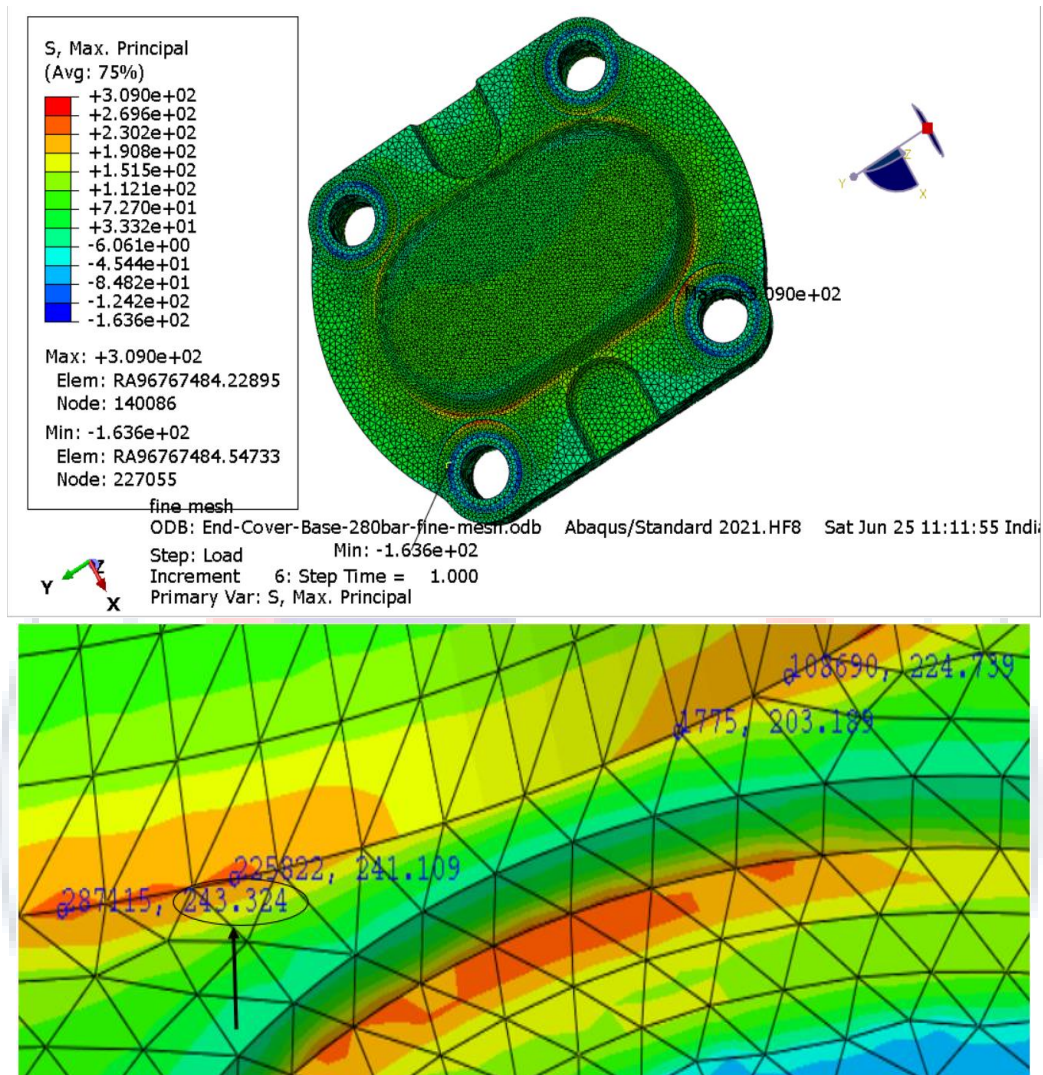 S, Max. Principal
(Avg: 75%)
+3.090e+02
+2.696e+02
+2.302e+02
+1.908e+02
+1.515e+02
+1.121e+02
+7.270e+01
+3.332e+01
-6.061e+00
-4.544e+01
-8.482e+01
-1.242e+02
-1.636e+02
Max: +3.090e+02
Elem: RA96767484.22895
Node: 140086
Min: -1.636e+02
Elem: RA96767484.54733
Node: 227055
Y
Z
X
3.090e+02
fine mesh
ODB: End-Cover-Base-280bar-fine-mesh.odb Abaqus/Standard 2021.HF8 Sat Jun 25 11:11:55 India
Step: Load
Min: -1.636e+02
Increment 6: Step Time = 1.000
Primary Var: S, Max. Principal
Y
Z
X
108690, 224.739
1775, 203.189
225822, 241.109
287115, 243.324